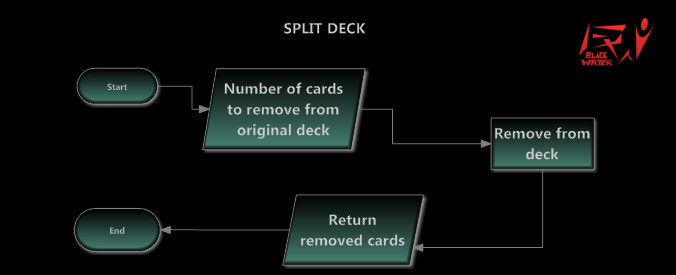 SPLIT DECK
BLACK
WATER
Start
Number of cards
to remove from
original deck
Remove from
deck
Return
removed cards
End